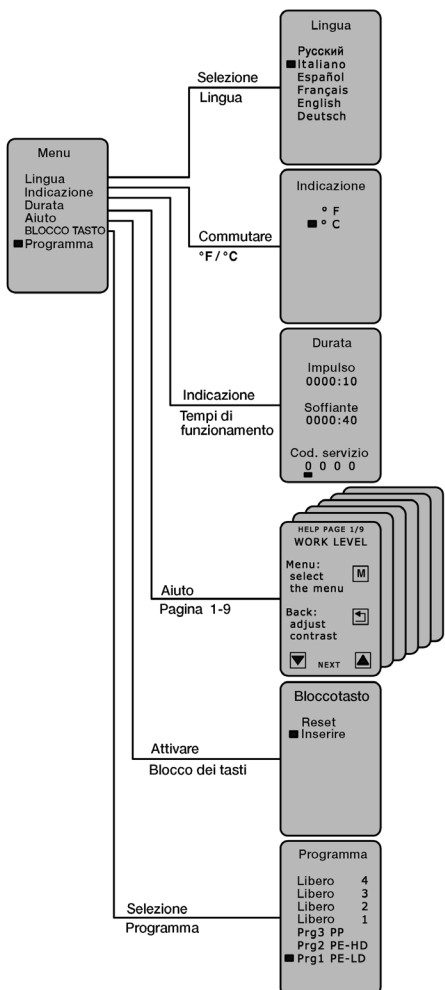 Menu
Lingua
Indicazione
Durata
Aiuto
BLOCCO TASTO
Programma
Selezione
Lingua
Lingua
Русский
Italiano
Español
Français
English
Deutsch
Commutare
°F / °C
Indicazione
° F
° C
Indicazione
Tempi di
funzionamento
Durata
Impulso
0000:10
Soffiante
0000:40
Cod. servizio
0 0 0 0
Aiuto
Pagina 1-9
HELP PAGE 1/9
WORK LEVEL
Menu:
select
the menu
M
Back:
adjust
contrast
NEXT
Attivare
Blocco dei tasti
Bloccotasto
Reset
Inserire
Selezione
Programma
Programma
Libero 4
Libero 3
Libero 2
Libero 1
Prg3 PP
Prg2 PE-HD
Prg1 PE-LD